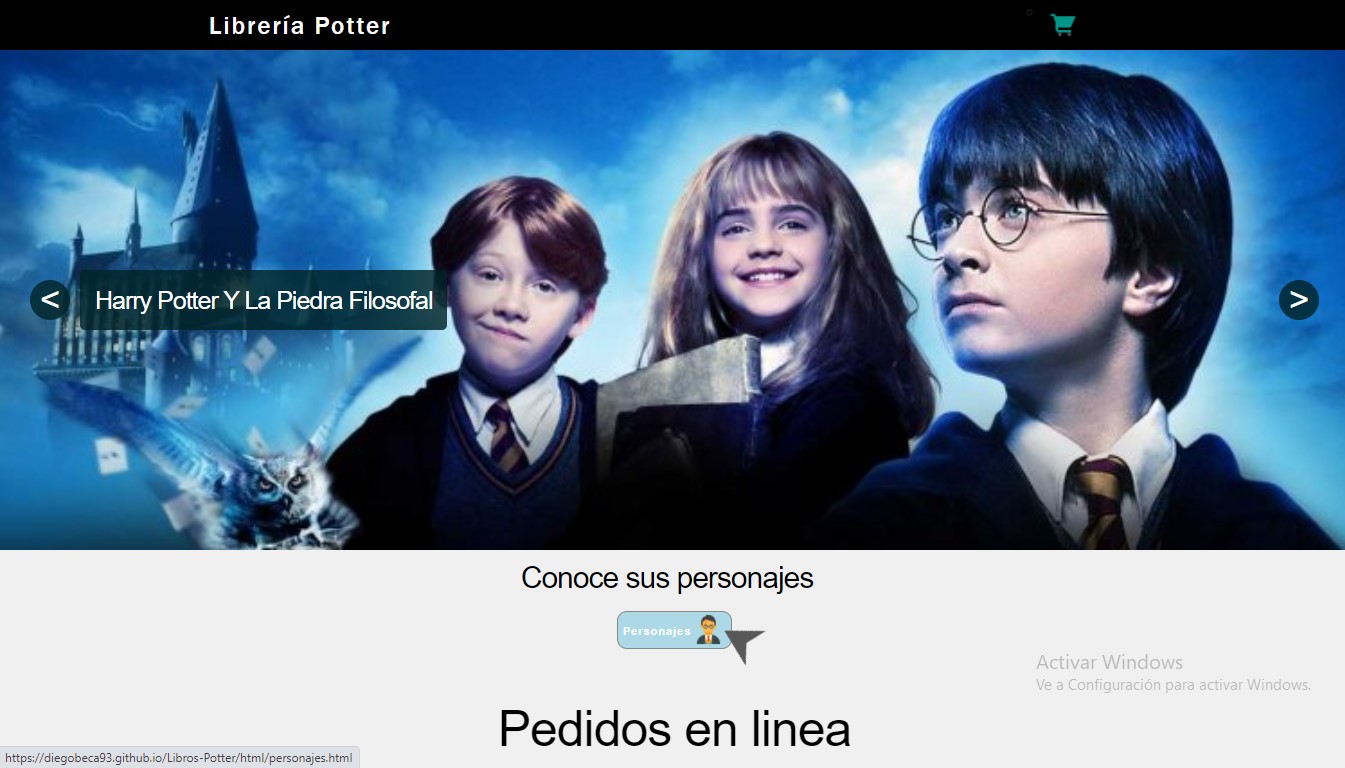 Librería Potter
<
Harry Potter Y La Piedra Filosofal
>
Conoce sus personajes
Personajes
Activar Windows
Ve a Configuración para activar Windows.
Pedidos en linea
https://diegobeca93.github.io/Libros-Potter/html/personajes.html